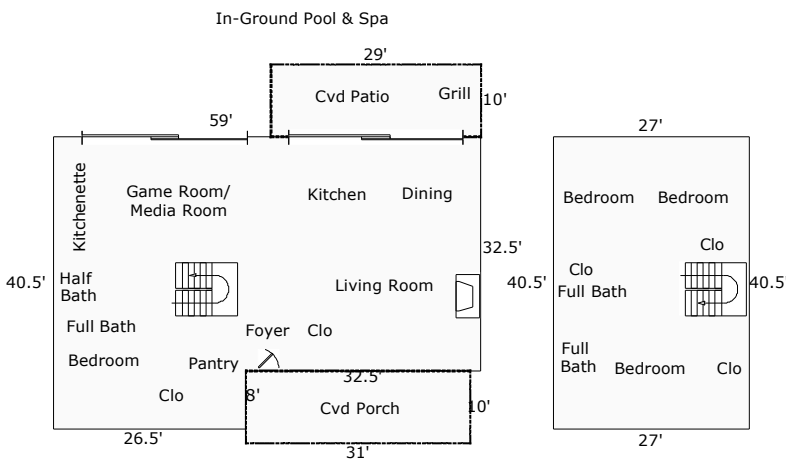 In-Ground Pool & Spa
29'
Cvd Patio
Grill
10'
59'
Kitchenette
Game Room/
Media Room
Kitchen
Dining
32.5'
40.5'
Half
Bath
Living Room
Full Bath
Foyer
Clo
Bedroom
Pantry
Clo
32.5'
8'
Cvd Porch
10'
26.5'
31'
27'
Bedroom
Bedroom
Clo
Clo
40.5'
Full Bath
40.5'
Full
Bath
Bedroom
Clo
27'